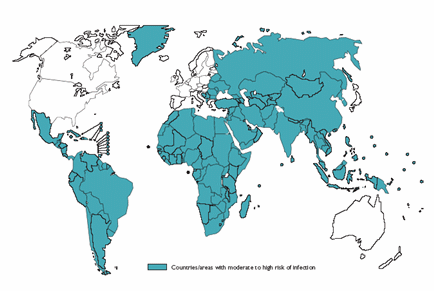 Countries/areas with moderate to high risk of infection